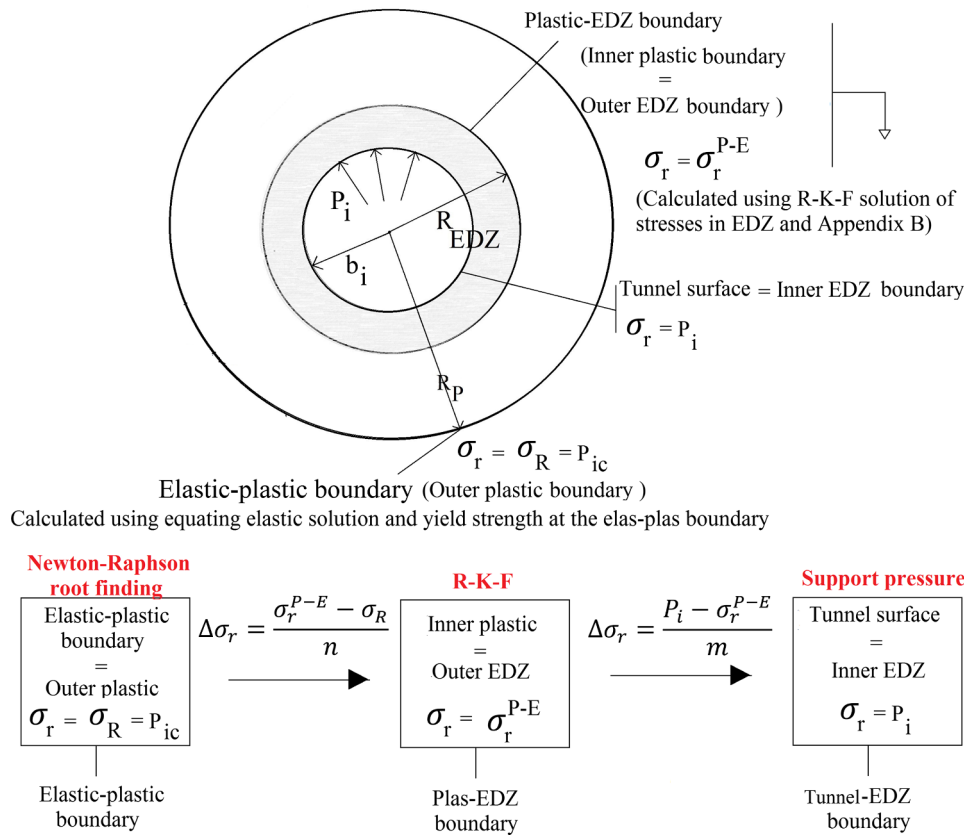 Plastic-EDZ boundary
(Inner plastic boundary
=
Outer EDZ boundary )
σr = σr^P-E
(Calculated using R-K-F solution of
stresses in EDZ and Appendix B)
Pi
REDZ
bi
Tunnel surface = Inner EDZ boundary
σr = Pi
RP
σr = σR = Pic
Elastic-plastic boundary (Outer plastic boundary )
Calculated using equating elastic solution and yield strength at the elas-plas boundary
Newton-Raphson
root finding
Elastic-plastic
boundary
=
Outer plastic
σr = σR = Pic
Elastic-plastic
boundary
Δσr = (σr^P-E − σR) / n
R-K-F
Inner plastic
=
Outer EDZ
σr = σr^P-E
Plas-EDZ
boundary
Δσr = (Pi − σr^P-E) / m
Support pressure
Tunnel surface
=
Inner EDZ
σr = Pi
Tunnel-EDZ
boundary